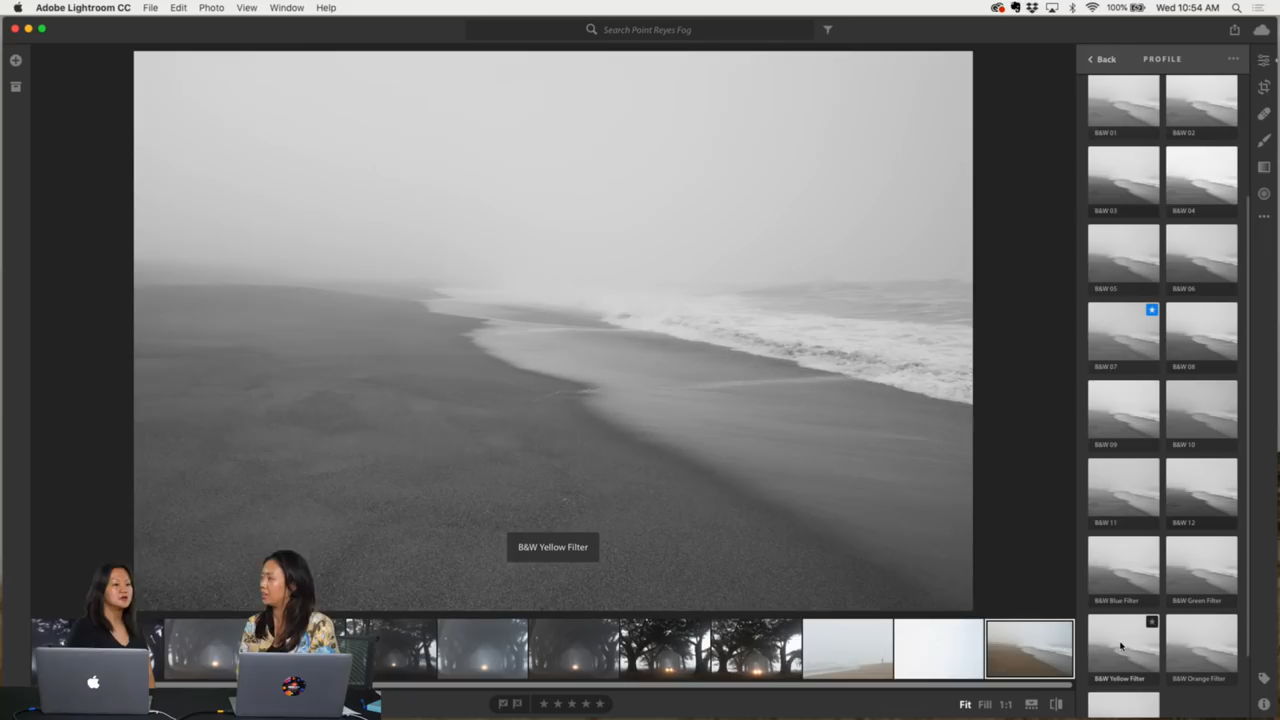 Adobe Lightroom CC File Edit Photo View Window Help 100% Wed 10:54 AM
Search Point Reyes Fog
Back PROFILE
B&W 01 B&W 02
B&W 03 B&W 04
B&W 05 B&W 06
B&W 07 B&W 08
B&W 09 B&W 10
B&W 11 B&W 12
B&W Yellow Filter
B&W Blue Filter B&W Green Filter
B&W Yellow Filter B&W Orange Filter
Fit Fill 1:1